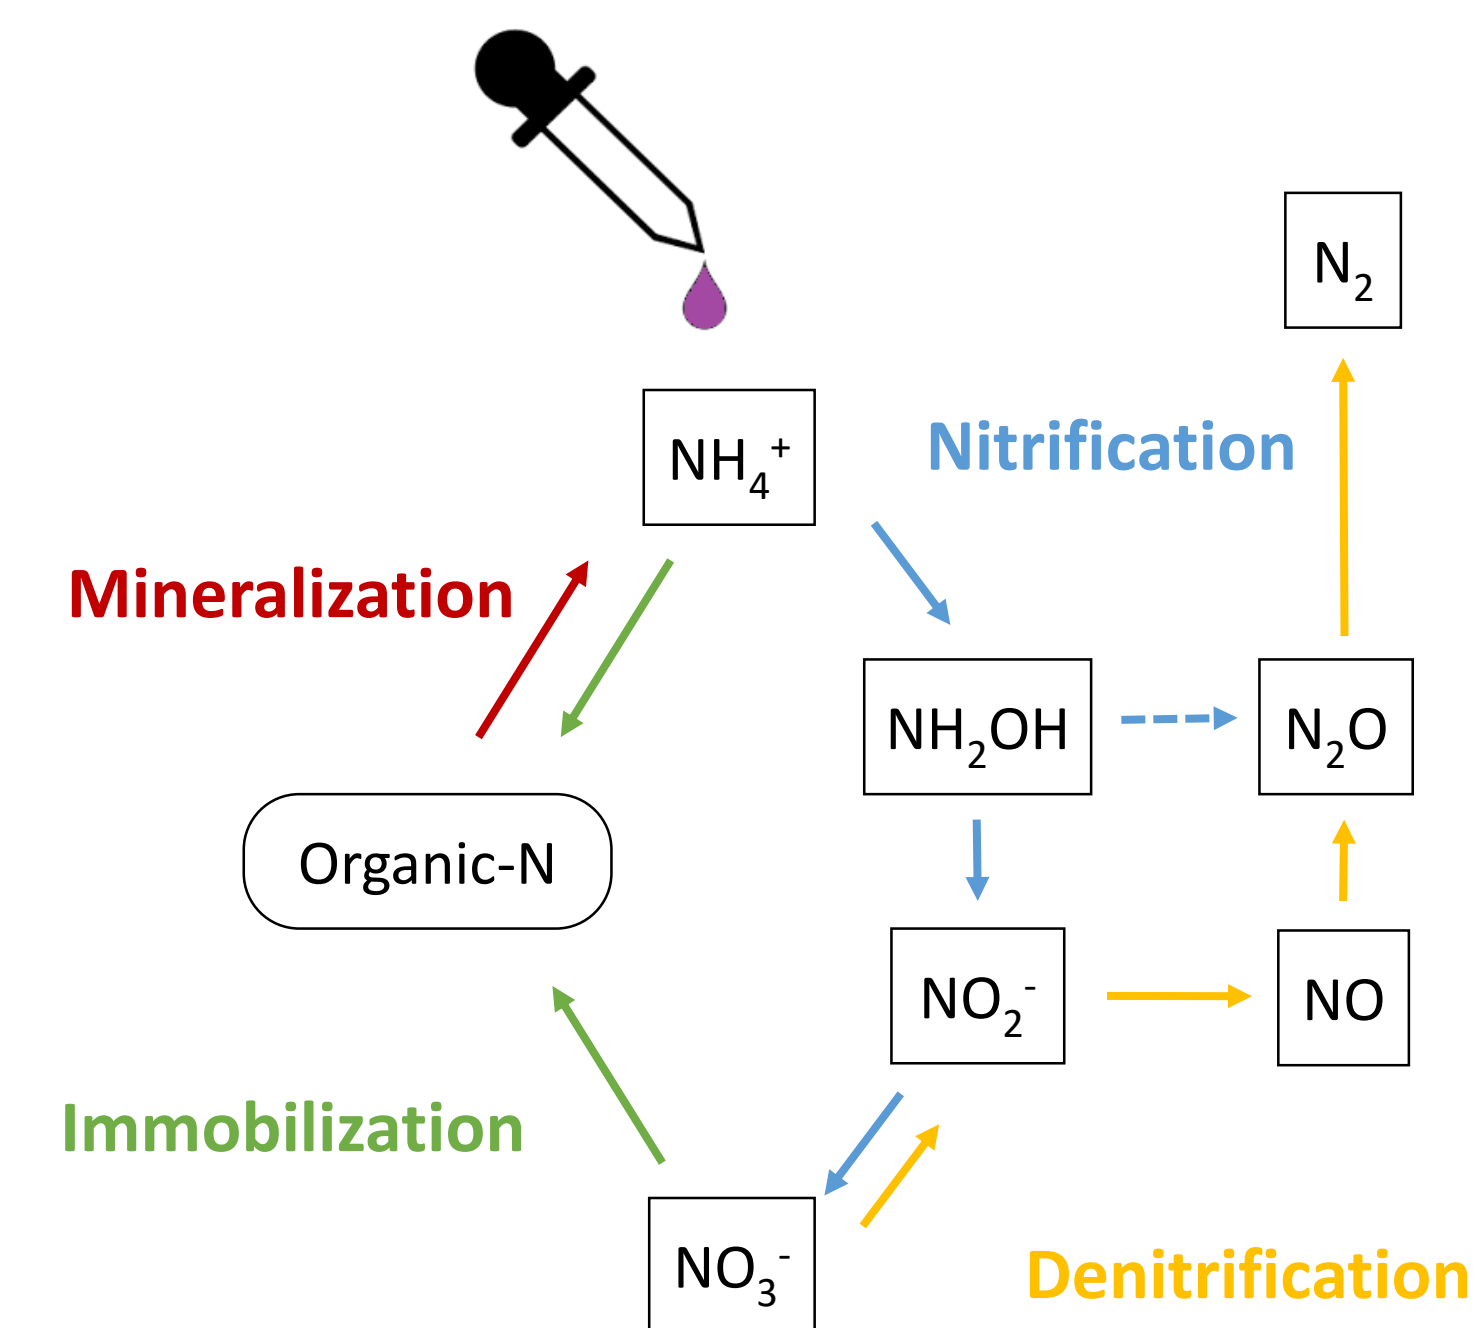 N₂
Nitrification
NH₄⁺
Mineralization
NH₂OH
N₂O
Organic-N
NO₂⁻
NO
Immobilization
NO₃⁻
Denitrification